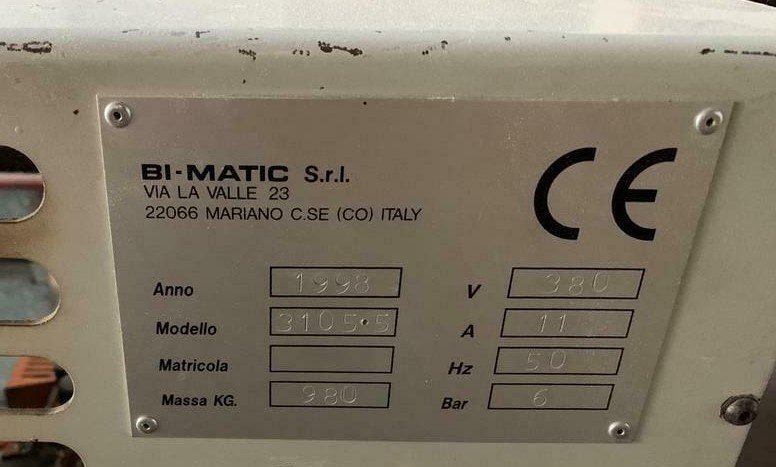 BI-MATIC S.r.l.
VIA LA VALLE 23
22066 MARIANO C.SE (CO) ITALY
CE
Anno 1998
Modello 3105·5
Matricola
Massa KG. 980
V 380
A 11
Hz 50
Bar 6